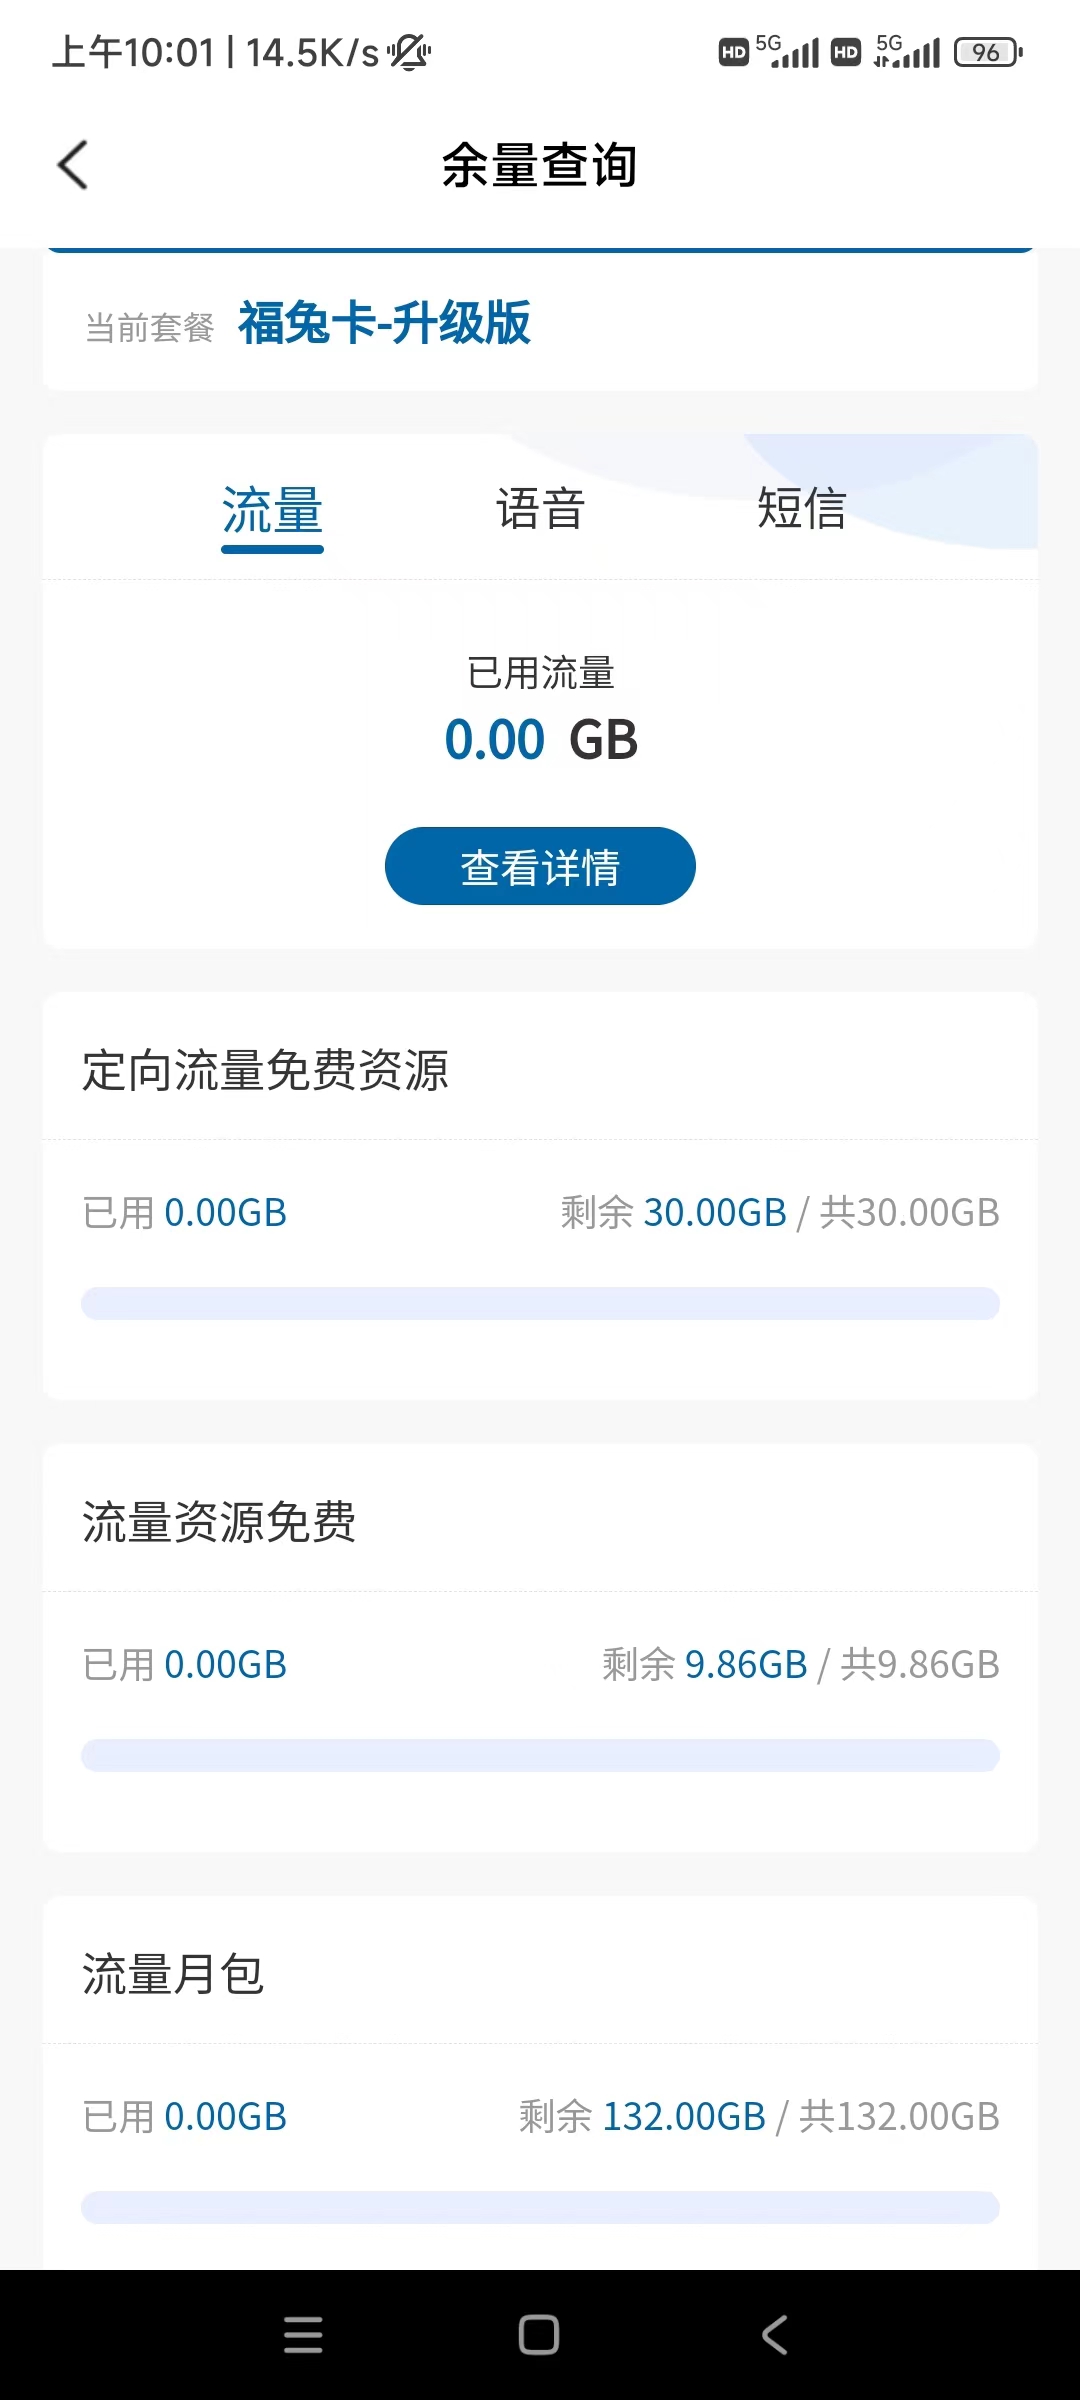 上午10:01 | 14.5K/s HD 5G HD 5G 96
余量查询
当前套餐 福兔卡-升级版
流量 语音 短信
已用流量
0.00 GB
查看详情
定向流量免费资源
已用 0.00GB 剩余 30.00GB / 共30.00GB
流量资源免费
已用 0.00GB 剩余 9.86GB / 共9.86GB
流量月包
已用 0.00GB 剩余 132.00GB / 共132.00GB